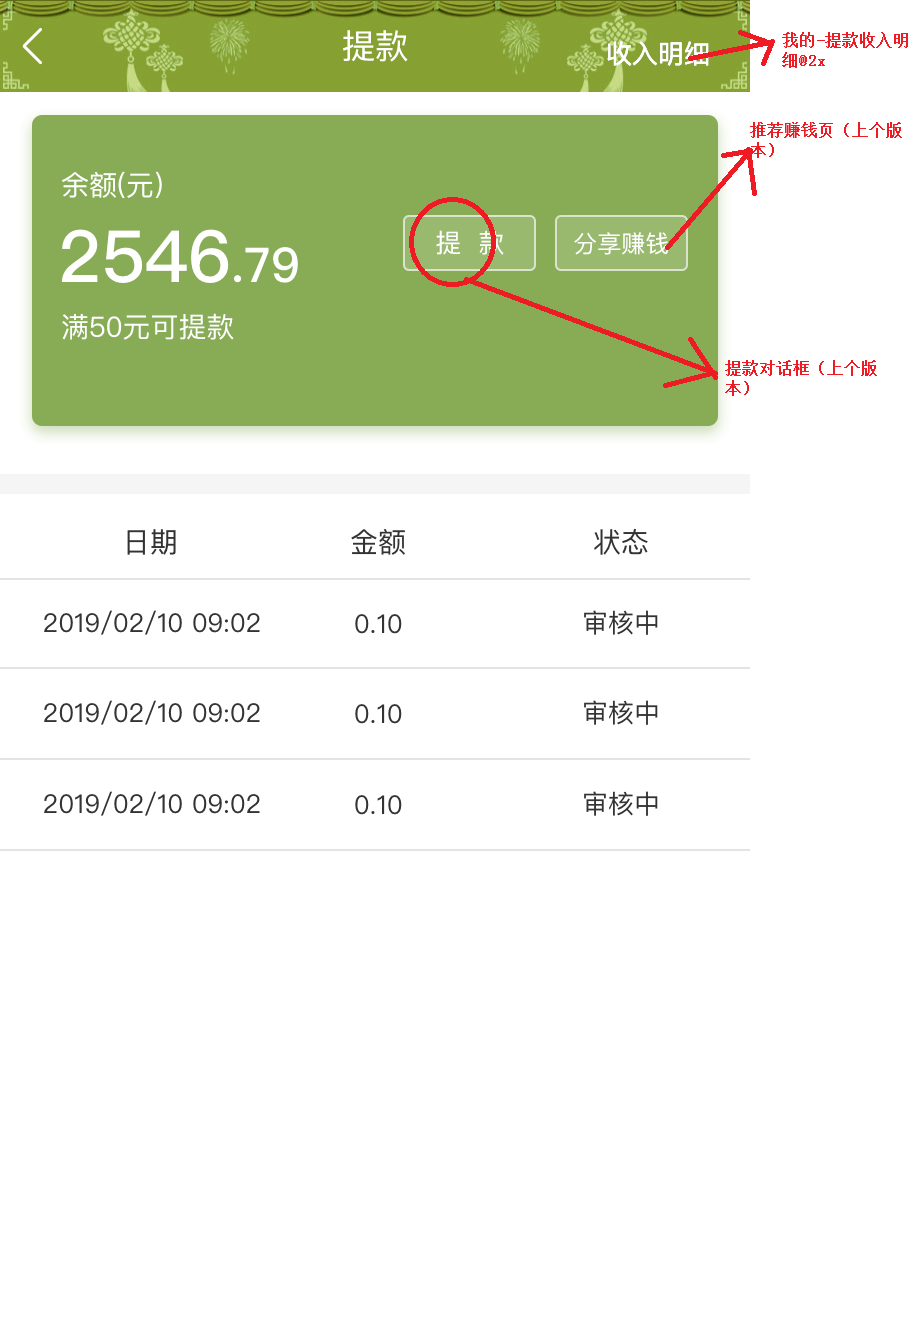 提款
收入明细
我的-提款收入明
细@2x
推荐赚钱页（上个版
本）
余额(元)
2546.79
提 款
分享赚钱
满50元可提款
提款对话框（上个版
本）
日期 金额 状态
2019/02/10 09:02 0.10 审核中
2019/02/10 09:02 0.10 审核中
2019/02/10 09:02 0.10 审核中